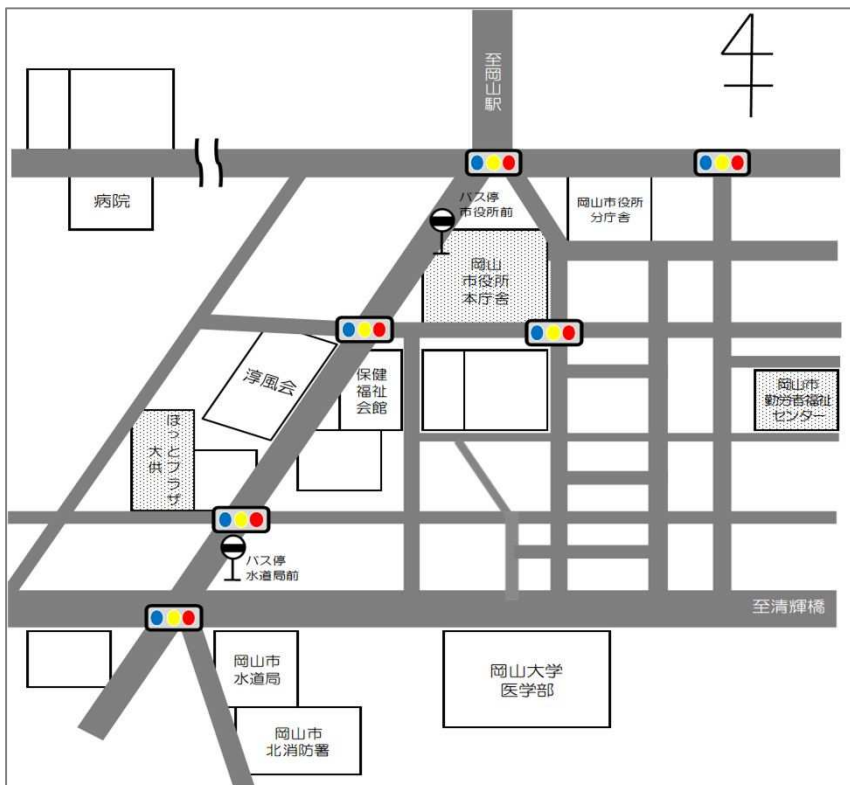 至岡山駅
病院
バス停
市役所前
岡山市役所
分庁舎
岡山
市役所
本庁舎
淳風会
保健
福祉
会館
岡山市
勤労者福祉
センター
ほっとプラザ
大供
バス停
水道局前
至清輝橋
岡山市
水道局
岡山大学
医学部
岡山市
北消防署